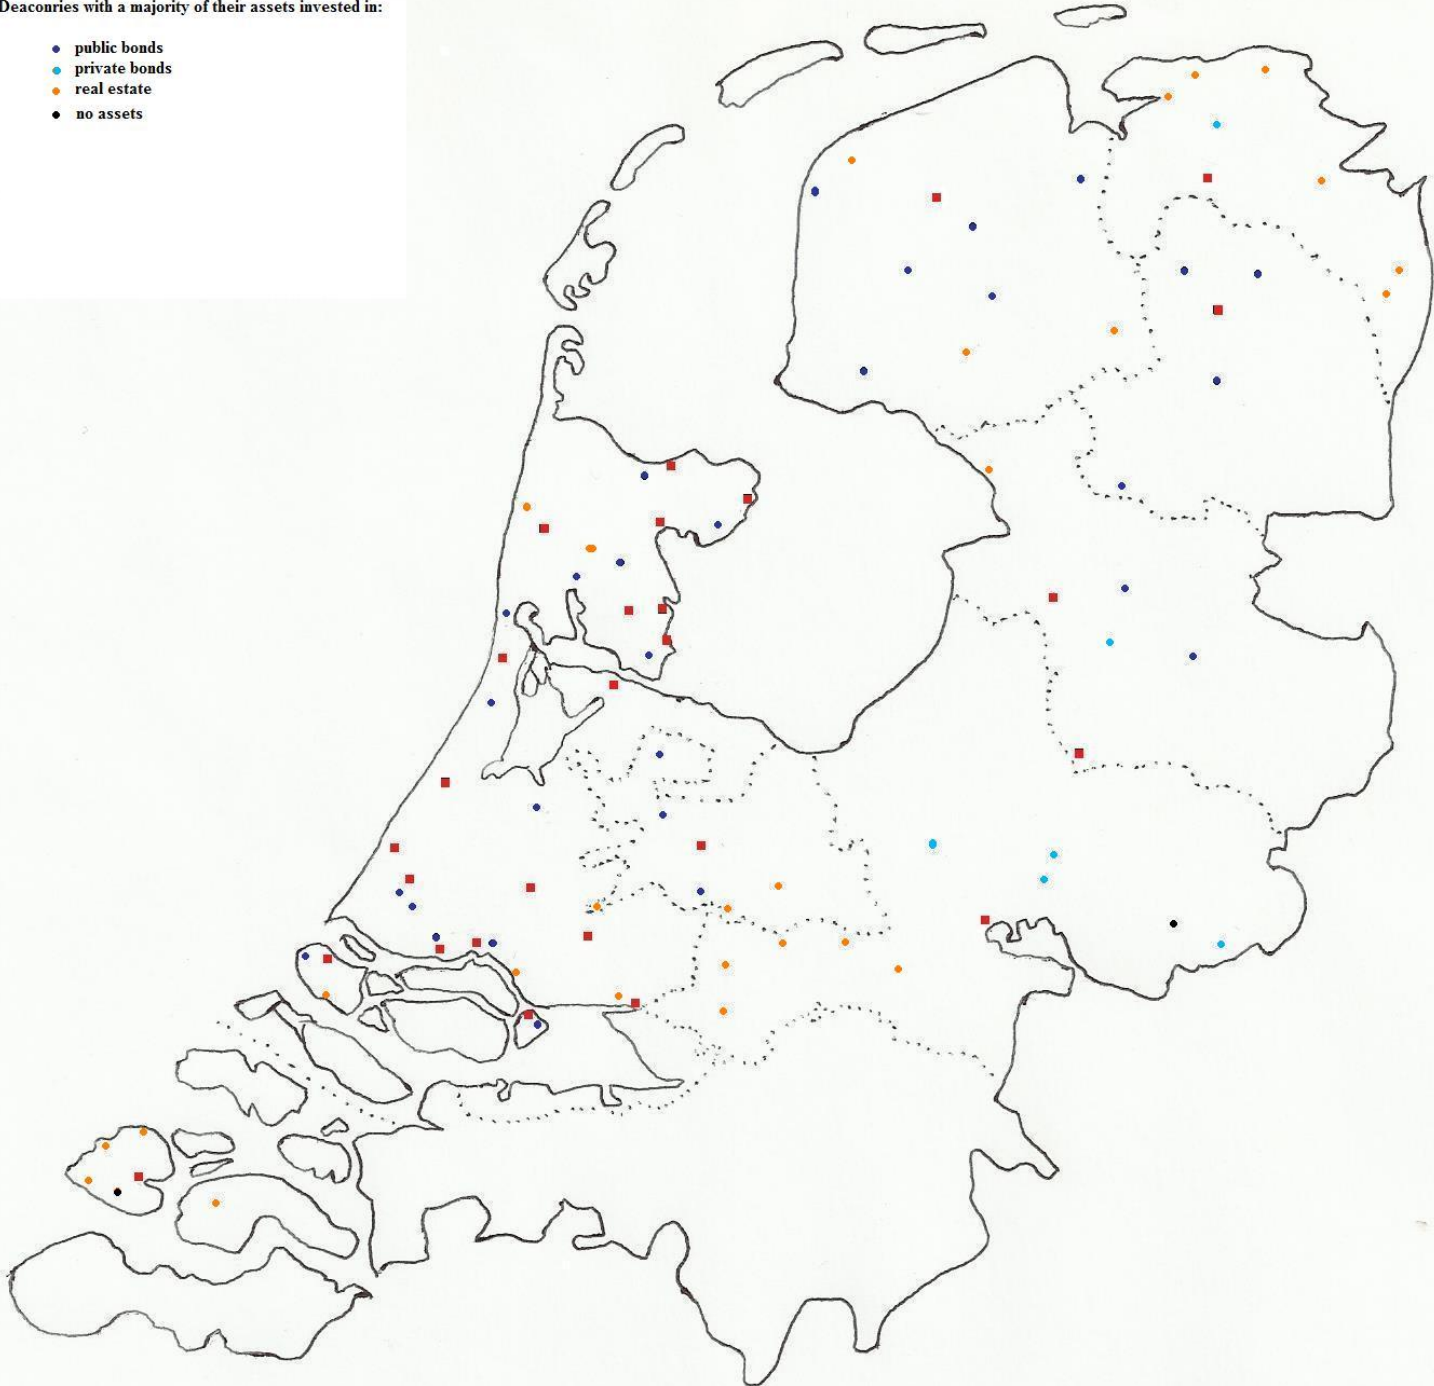 Deaconries with a majority of their assets invested in:
public bonds
private bonds
real estate
no assets